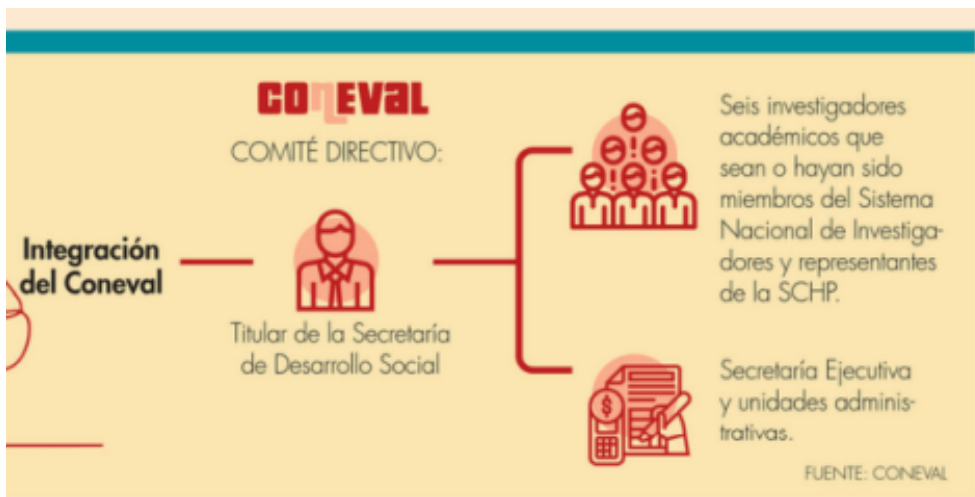 Integración
del Coneval
CONEVAL
COMITÉ DIRECTIVO:
Titular de la Secretaría
de Desarrollo Social
Seis investigadores
académicos que
sean o hayan sido
miembros del Sistema
Nacional de Investiga-
dores y representantes
de la SCHP.
Secretaría Ejecutiva
y unidades adminis-
trativas.
FUENTE: CONEVAL